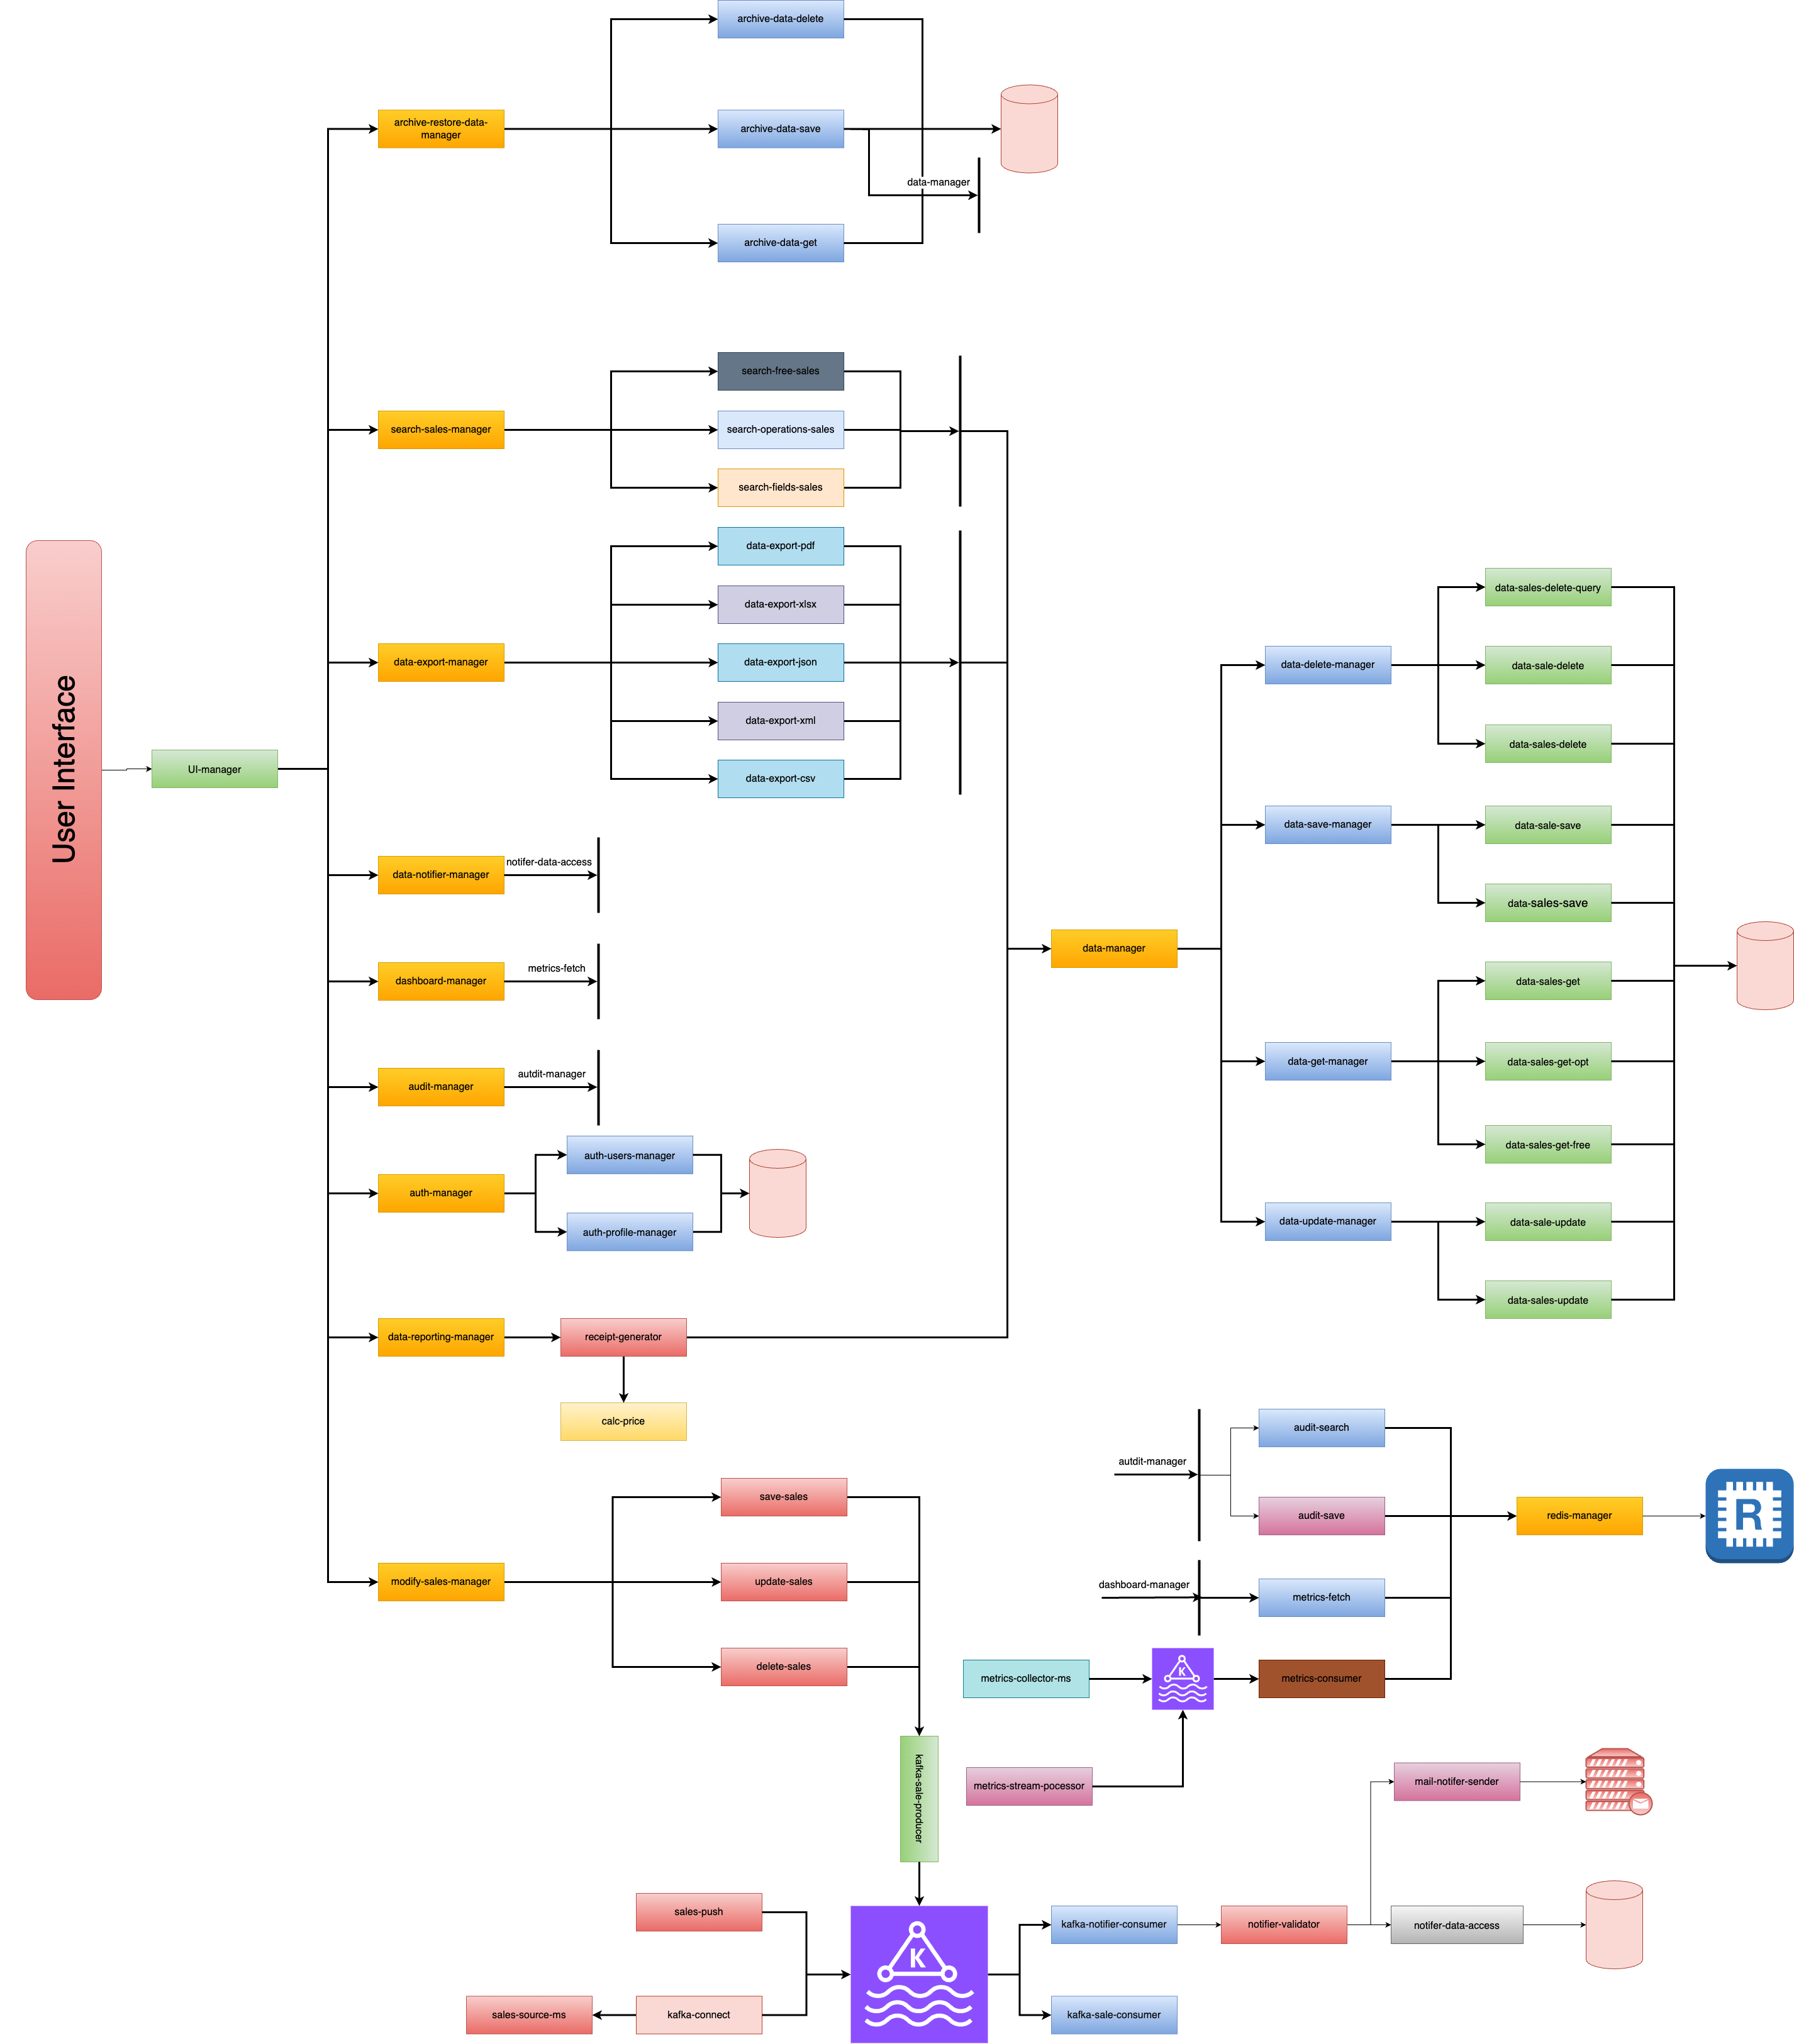 archive-data-delete
archive-restore-data-
manager
archive-data-save
data-manager
archive-data-get
search-free-sales
search-sales-manager
search-operations-sales
search-fields-sales
data-export-pdf
data-export-xlsx
data-export-manager
data-export-json
data-export-xml
data-export-csv
User Interface
UI-manager
data-notifier-manager
notifer-data-access
dashboard-manager
metrics-fetch
audit-manager
autdit-manager
auth-users-manager
auth-manager
auth-profile-manager
data-reporting-manager
receipt-generator
calc-price
data-manager
data-sales-delete-query
data-delete-manager
data-sale-delete
data-sales-delete
data-save-manager
data-sale-save
data-sales-save
data-sales-get
data-get-manager
data-sales-get-opt
data-sales-get-free
data-update-manager
data-sale-update
data-sales-update
save-sales
modify-sales-manager
update-sales
delete-sales
kafka-sale-producer
audit-search
autdit-manager
audit-save
redis-manager
R
dashboard-manager
metrics-fetch
metrics-collector-ms
K
metrics-consumer
metrics-stream-pocessor
mail-notifer-sender
sales-push
K
kafka-notifier-consumer
notifier-validator
notifer-data-access
sales-source-ms
kafka-connect
kafka-sale-consumer